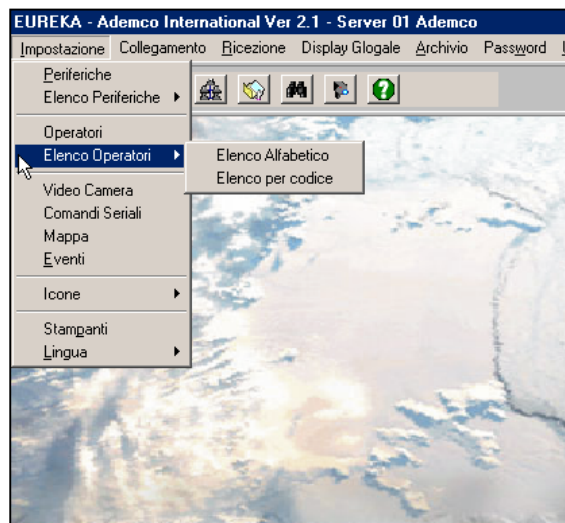 EUREKA - Ademco International Ver 2.1 - Server 01 Ademco
Impostazione Collegamento Ricezione Display Glogale Archivio Password
Periferiche
Elenco Periferiche
Operatori
Elenco Operatori
Elenco Alfabetico
Elenco per codice
Video Camera
Comandi Seriali
Mappa
Eventi
Icone
Stampanti
Lingua